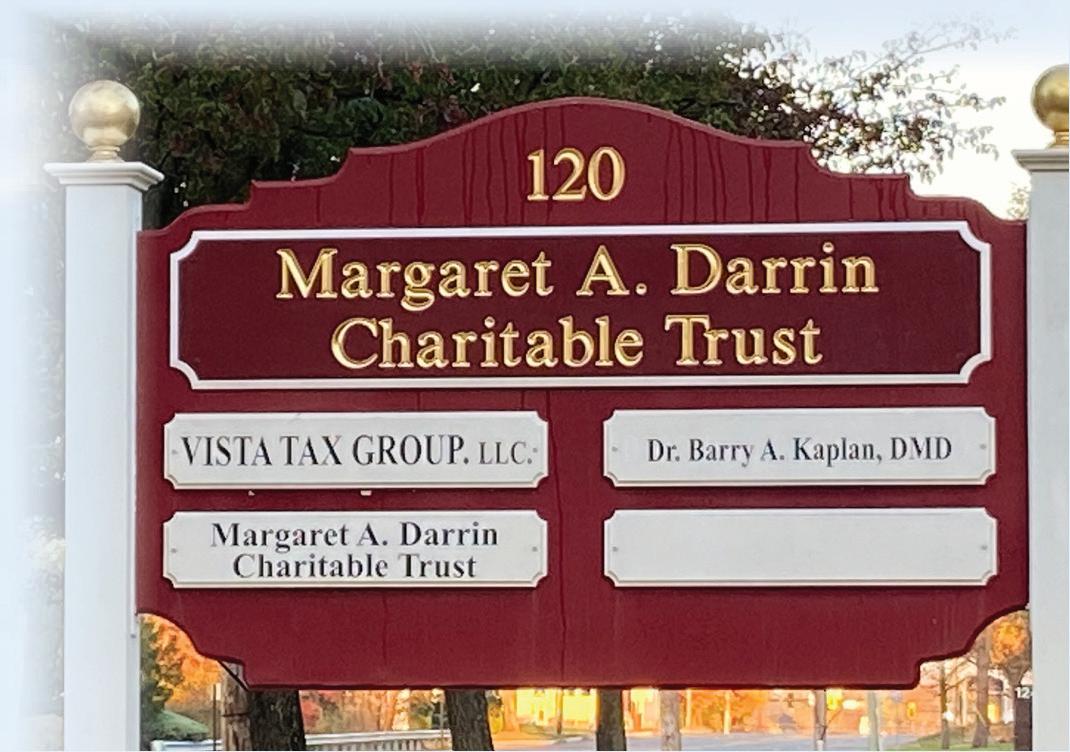 120
Margaret A. Darrin
Charitable Trust
VISTA TAX GROUP. LLC.
Dr. Barry A. Kaplan, DMD
Margaret A. Darrin
Charitable Trust